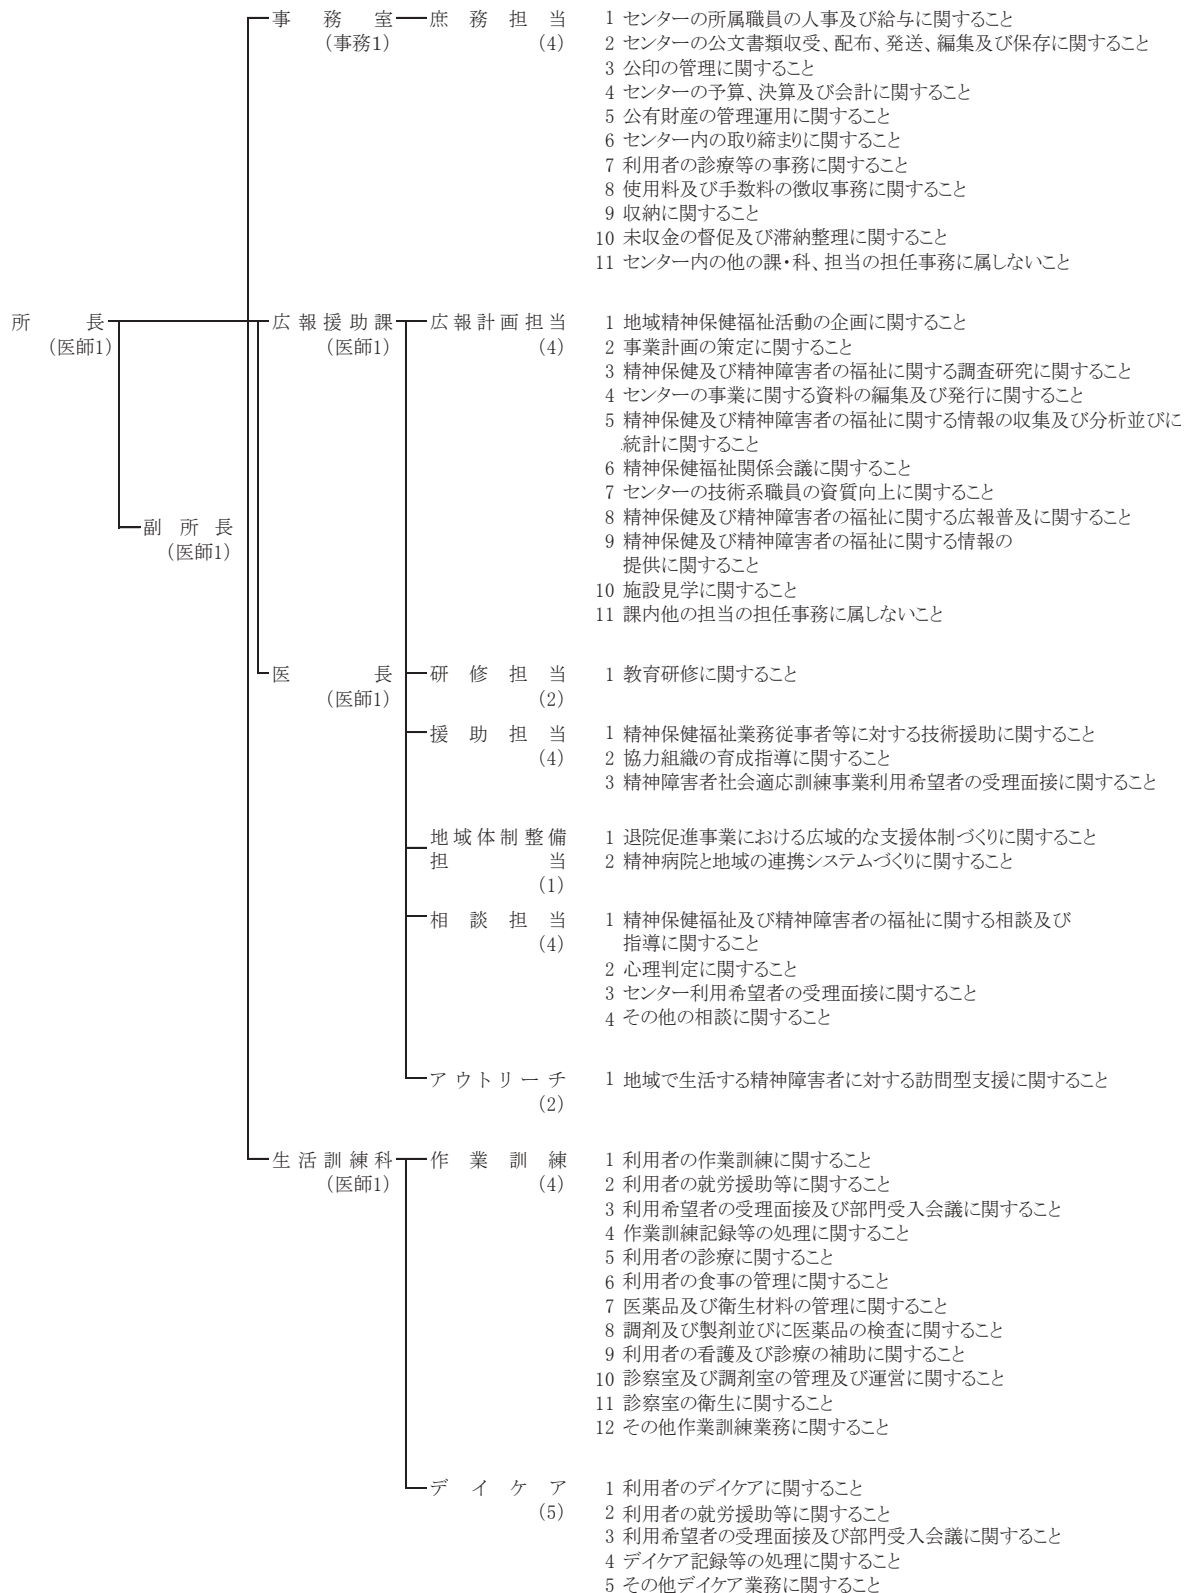 事務室 庶務担当 1 センターの所属職員の人事及び給与に関すること
(事務1) (4) 2 センターの公文書類収受、配布、発送、編集及び保存に関すること
3 公印の管理に関すること
4 センターの予算、決算及び会計に関すること
5 公有財産の管理運用に関すること
6 センター内の取り締まりに関すること
7 利用者の診療等の事務に関すること
8 使用料及び手数料の徴収事務に関すること
9 収納に関すること
10 未収金の督促及び滞納整理に関すること
11 センター内の他の課・科、担当の担任事務に属しないこと
所長 広報援助課 広報計画担当 1 地域精神保健福祉活動の企画に関すること
(医師1) (医師1) (4) 2 事業計画の策定に関すること
3 精神保健及び精神障害者の福祉に関する調査研究に関すること
4 センターの事業に関する資料の編集及び発行に関すること
5 精神保健及び精神障害者の福祉に関する情報の収集及び分析並びに
統計に関すること
6 精神保健福祉関係会議に関すること
7 センターの技術系職員の資質向上に関すること
副所長 8 精神保健及び精神障害者の福祉に関する広報普及に関すること
(医師1) 9 精神保健及び精神障害者の福祉に関する情報の
提供に関すること
10 施設見学に関すること
11 課内他の担当の担任事務に属しないこと
医長 研修担当 1 教育研修に関すること
(医師1) (2)
援助担当 1 精神保健福祉業務従事者等に対する技術援助に関すること
(4) 2 協力組織の育成指導に関すること
3 精神障害者社会適応訓練事業利用希望者の受理面接に関すること
地域体制整備 1 退院促進事業における広域的な支援体制づくりに関すること
担当 2 精神病院と地域の連携システムづくりに関すること
(1)
相談担当 1 精神保健福祉及び精神障害者の福祉に関する相談及び
(4) 指導に関すること
2 心理判定に関すること
3 センター利用希望者の受理面接に関すること
4 その他の相談に関すること
アウトリーチ 1 地域で生活する精神障害者に対する訪問型支援に関すること
(2)
生活訓練科 作業訓練 1 利用者の作業訓練に関すること
(医師1) (4) 2 利用者の就労援助等に関すること
3 利用希望者の受理面接及び部門受入会議に関すること
4 作業訓練記録等の処理に関すること
5 利用者の診療に関すること
6 利用者の食事の管理に関すること
7 医薬品及び衛生材料の管理に関すること
8 調剤及び製剤並びに医薬品の検査に関すること
9 利用者の看護及び診療の補助に関すること
10 診察室及び調剤室の管理及び運営に関すること
11 診察室の衛生に関すること
12 その他作業訓練業務に関すること
デイケア 1 利用者のデイケアに関すること
(5) 2 利用者の就労援助等に関すること
3 利用希望者の受理面接及び部門受入会議に関すること
4 デイケア記録等の処理に関すること
5 その他デイケア業務に関すること